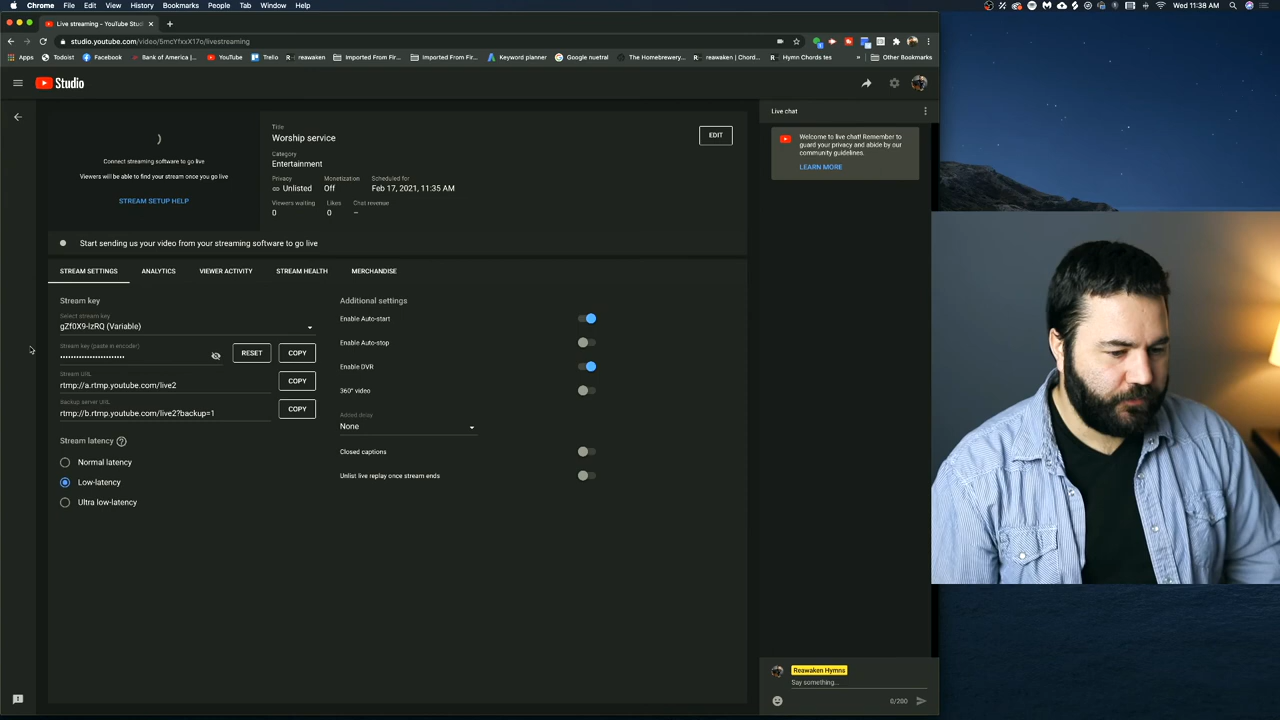 Chrome File Edit View History Bookmarks People Tab Window Help
Wed 11:38 AM
Live streaming - YouTube Stud
studio.youtube.com/video/5mcYfxxX17o/livestreaming
Apps Todoist Facebook Bank of America |... YouTube Trello reawaken Imported From Fir... Imported From Fir... Keyword planner Google nuetral The Homebrewery... reawaken | Chord... Hymn Chords tes » Other Bookmarks
Studio
Live chat
Welcome to live chat! Remember to
guard your privacy and abide by our
community guidelines.
LEARN MORE
Connect streaming software to go live
Viewers will be able to find your stream once you go live
STREAM SETUP HELP
Title
Worship service
EDIT
Category
Entertainment
Privacy Monetization Scheduled for
Unlisted Off Feb 17, 2021, 11:35 AM
Viewers waiting Likes Chat revenue
0 0 –
Start sending us your video from your streaming software to go live
STREAM SETTINGS ANALYTICS VIEWER ACTIVITY STREAM HEALTH MERCHANDISE
Stream key
Select stream key
gZf0X9-IzRQ (Variable)
Stream key (paste in encoder)
•••••••••••••••••••••••• RESET COPY
Stream URL
rtmp://a.rtmp.youtube.com/live2 COPY
Backup server URL
rtmp://b.rtmp.youtube.com/live2?backup=1 COPY
Stream latency
Normal latency
Low-latency
Ultra low-latency
Additional settings
Enable Auto-start
Enable Auto-stop
Enable DVR
360° video
Added delay
None
Closed captions
Unlist live replay once stream ends
Reawaken Hymns
Say something...
0/200